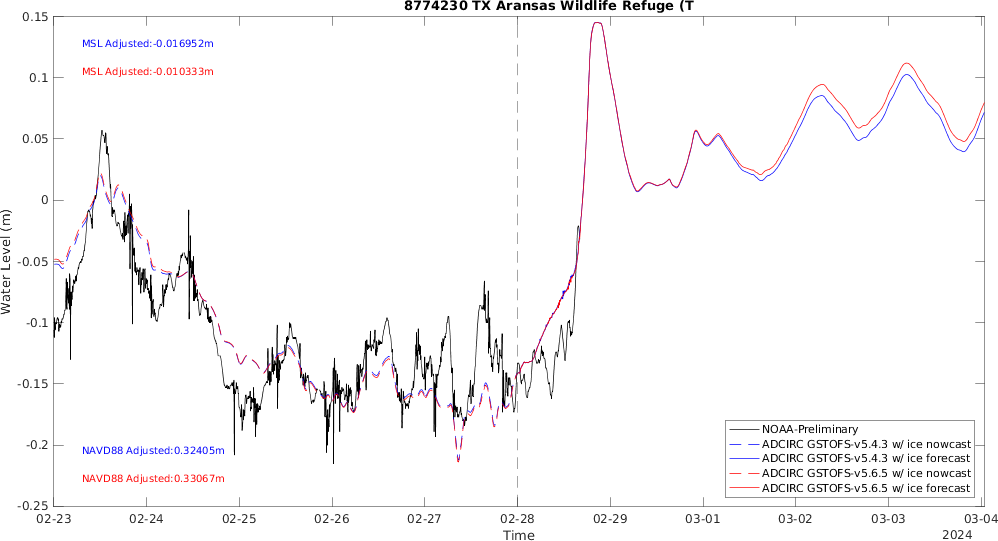 8774230 TX Aransas Wildlife Refuge (T
0.15
0.1
0.05
0
-0.05
-0.1
-0.15
-0.2
-0.25
Water Level (m)
MSL Adjusted:-0.016952m
MSL Adjusted:-0.010333m
NAVD88 Adjusted:0.32405m
NAVD88 Adjusted:0.33067m
NOAA-Preliminary
ADCIRC GSTOFS-v5.4.3 w/ ice nowcast
ADCIRC GSTOFS-v5.4.3 w/ ice forecast
ADCIRC GSTOFS-v5.6.5 w/ ice nowcast
ADCIRC GSTOFS-v5.6.5 w/ ice forecast
02-23 02-24 02-25 02-26 02-27 02-28 02-29 03-01 03-02 03-03 03-04
Time
2024